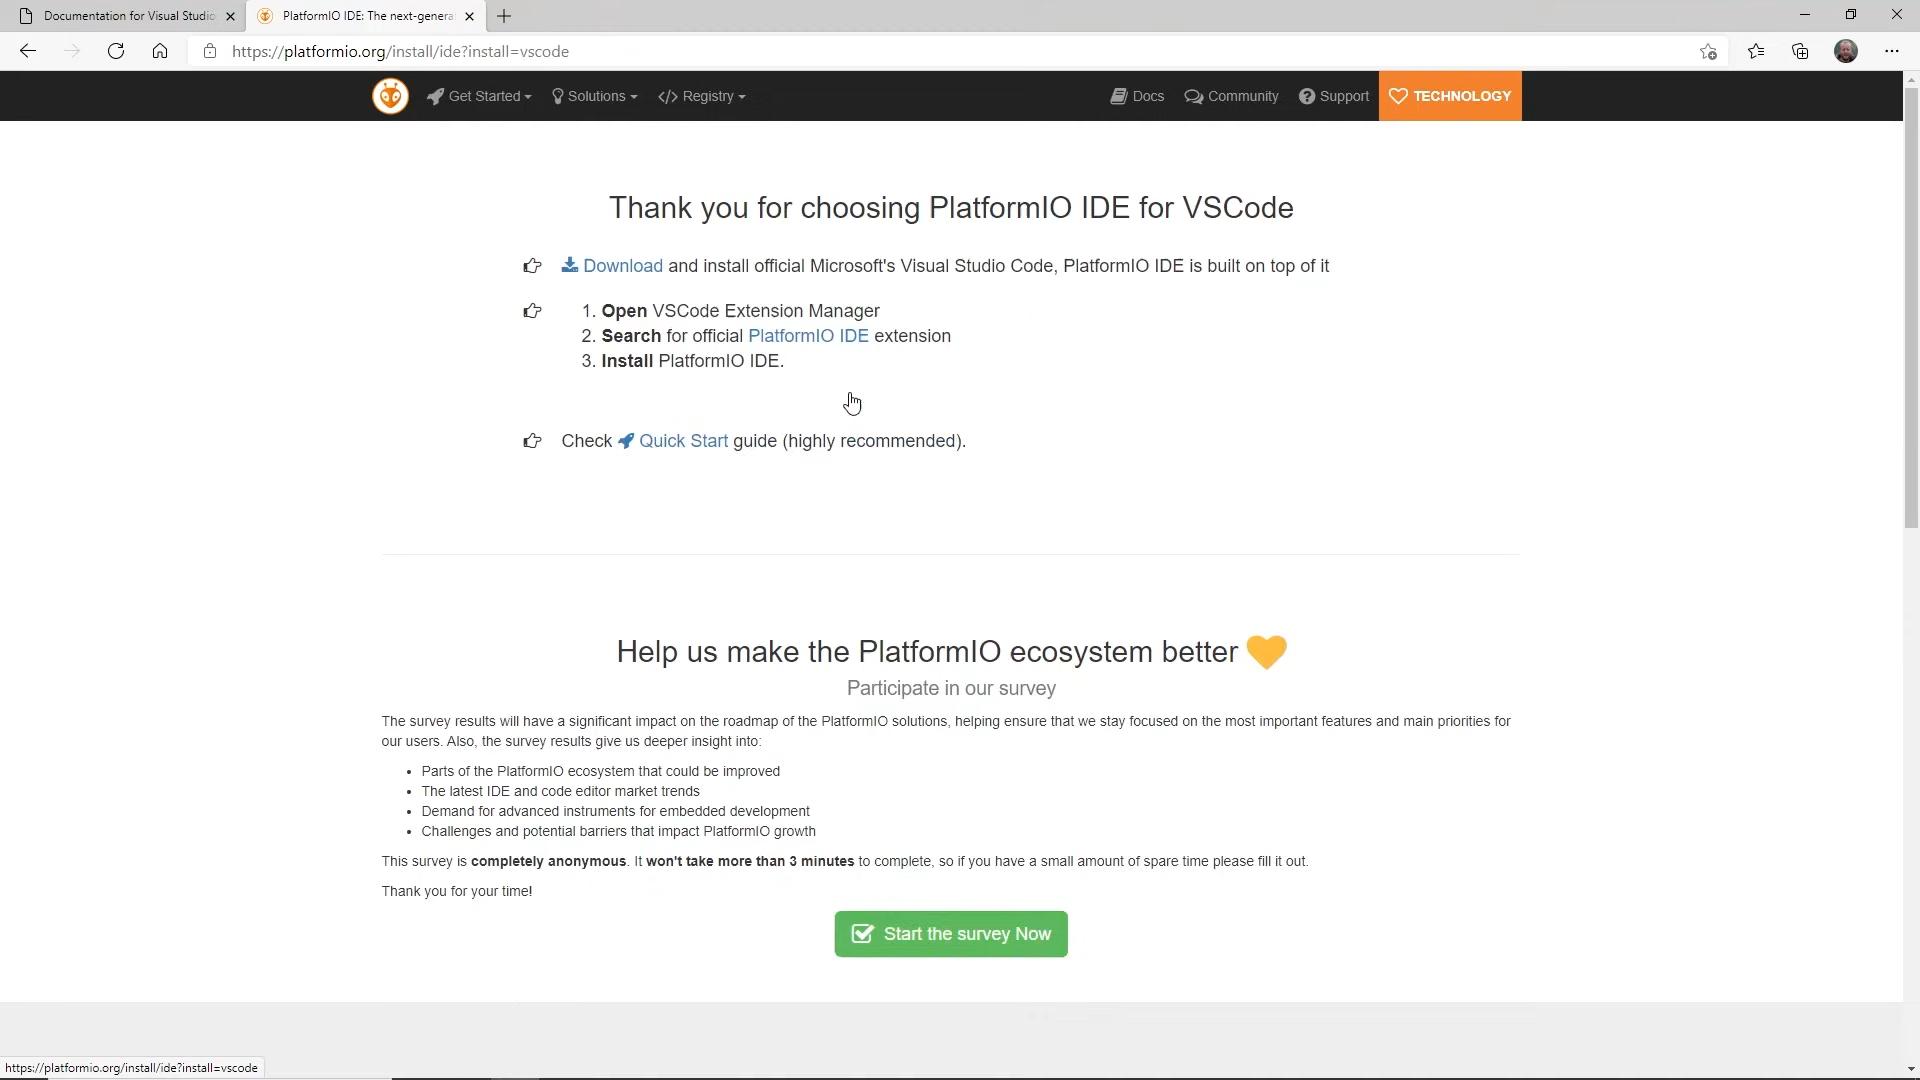 Documentation for Visual Studio
PlatformIO IDE: The next-genera
https://platformio.org/install/ide?install=vscode
Get Started
Solutions
</> Registry
Docs
Community
Support
TECHNOLOGY
Thank you for choosing PlatformIO IDE for VSCode
Download and install official Microsoft's Visual Studio Code, PlatformIO IDE is built on top of it
1. Open VSCode Extension Manager
2. Search for official PlatformIO IDE extension
3. Install PlatformIO IDE.
Check Quick Start guide (highly recommended).
Help us make the PlatformIO ecosystem better
Participate in our survey
The survey results will have a significant impact on the roadmap of the PlatformIO solutions, helping ensure that we stay focused on the most important features and main priorities for
our users. Also, the survey results give us deeper insight into:
• Parts of the PlatformIO ecosystem that could be improved
• The latest IDE and code editor market trends
• Demand for advanced instruments for embedded development
• Challenges and potential barriers that impact PlatformIO growth
This survey is completely anonymous. It won't take more than 3 minutes to complete, so if you have a small amount of spare time please fill it out.
Thank you for your time!
Start the survey Now
https://platformio.org/install/ide?install=vscode